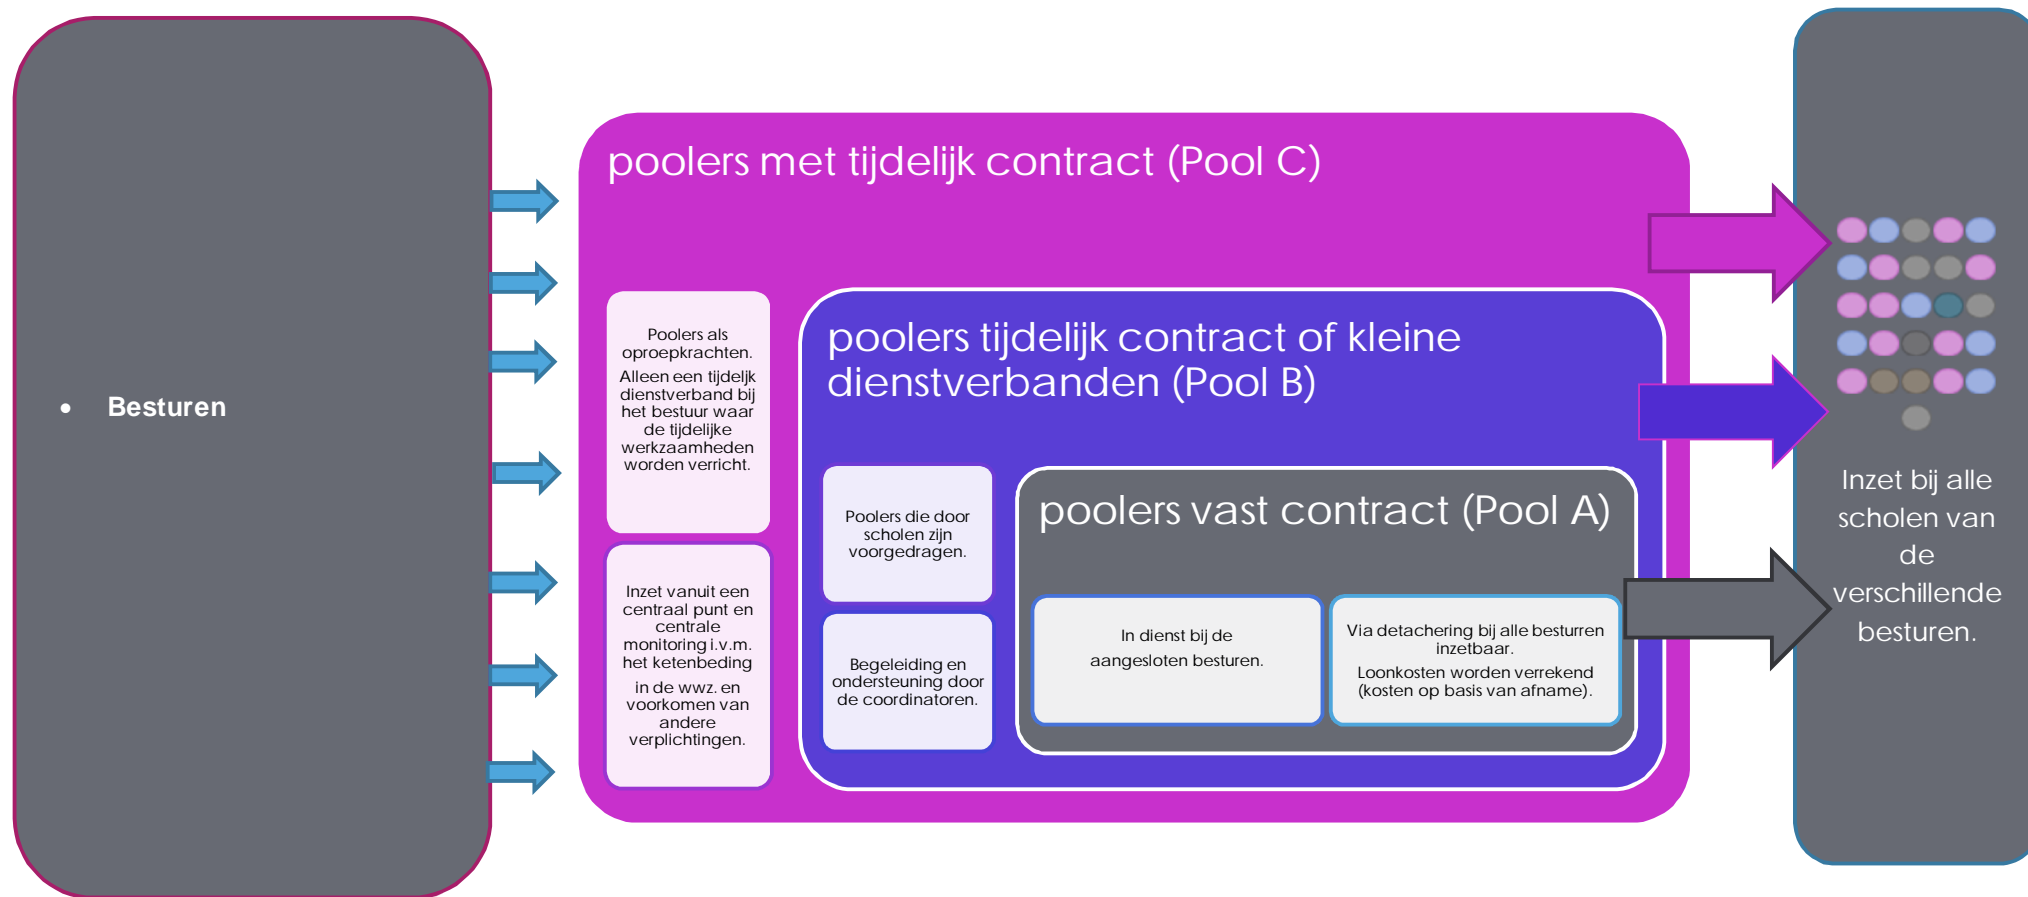 • Besturen
poolers met tijdelijk contract (Pool C)
Poolers als
oproepkrachten.
Alleen een tijdeljk
dienstverband bij
het bestuur waar
de tijdelijke
werkzaamheden
worden verricht.
Inzet vanuit een
centraal punt en
centrale
monitoring i.v.m.
het ketenbeding
in de wwz. en
voorkomen van
andere
verplichtingen.
poolers tijdelijk contract of kleine
dienstverbanden (Pool B)
Poolers die door
scholen zijn
voorgedragen.
Begeleiding en
ondersteuning door
de coordinatoren.
poolers vast contract (Pool A)
In dienst bij de
aangesloten besturen.
Via detachering bij alle besturren
inzetbaar.
Loonkosten worden verrekend
(kosten op basis van afname).
Inzet bij alle
scholen van
de
verschillende
besturen.